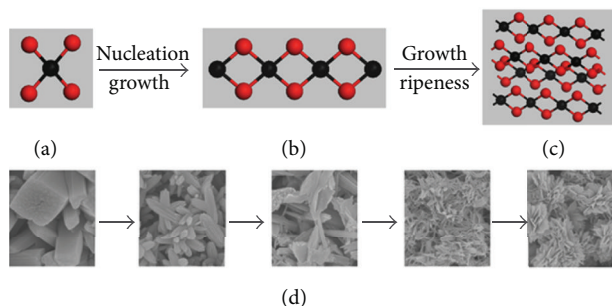 Nucleation
growth
Growth
ripeness
(a)
(b)
(c)
(d)